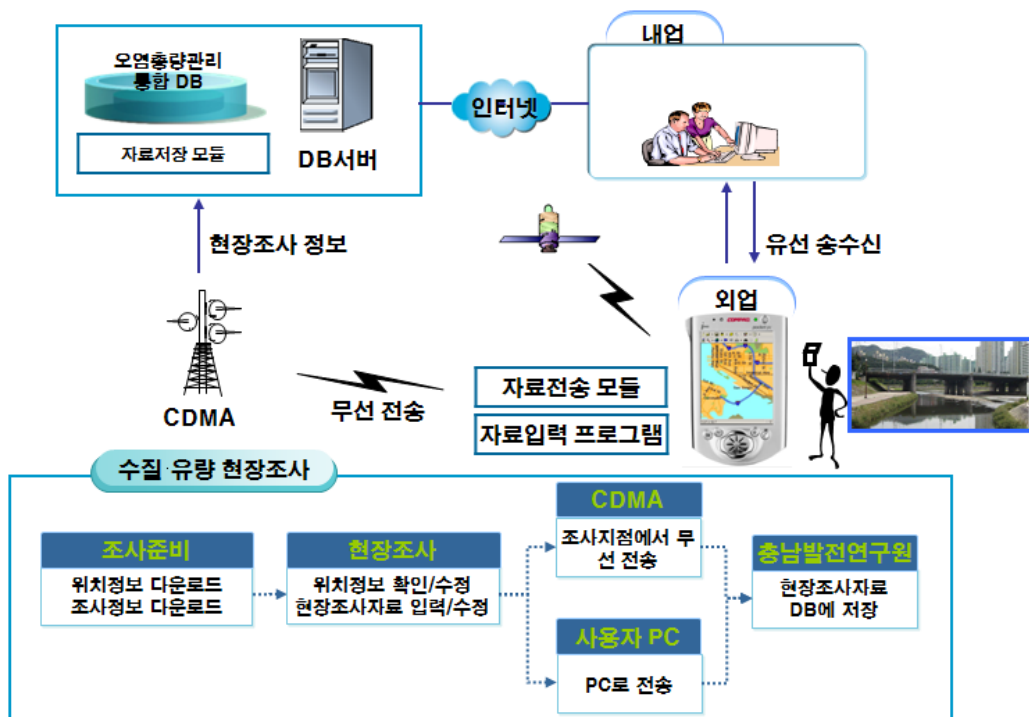 오염총량관리
통합 DB
자료저장 모듈
DB서버
인터넷
내업
현장조사 정보
유선 송수신
외업
COMPAQ
CDMA
무선 전송
자료전송 모듈
자료입력 프로그램
수질·유량 현장조사
조사준비
위치정보 다운로드
조사정보 다운로드
현장조사
위치정보 확인/수정
현장조사자료 입력/수정
CDMA
조사지점에서 무
선 전송
사용자 PC
PC로 전송
충남발전연구원
현장조사자료
DB에 저장